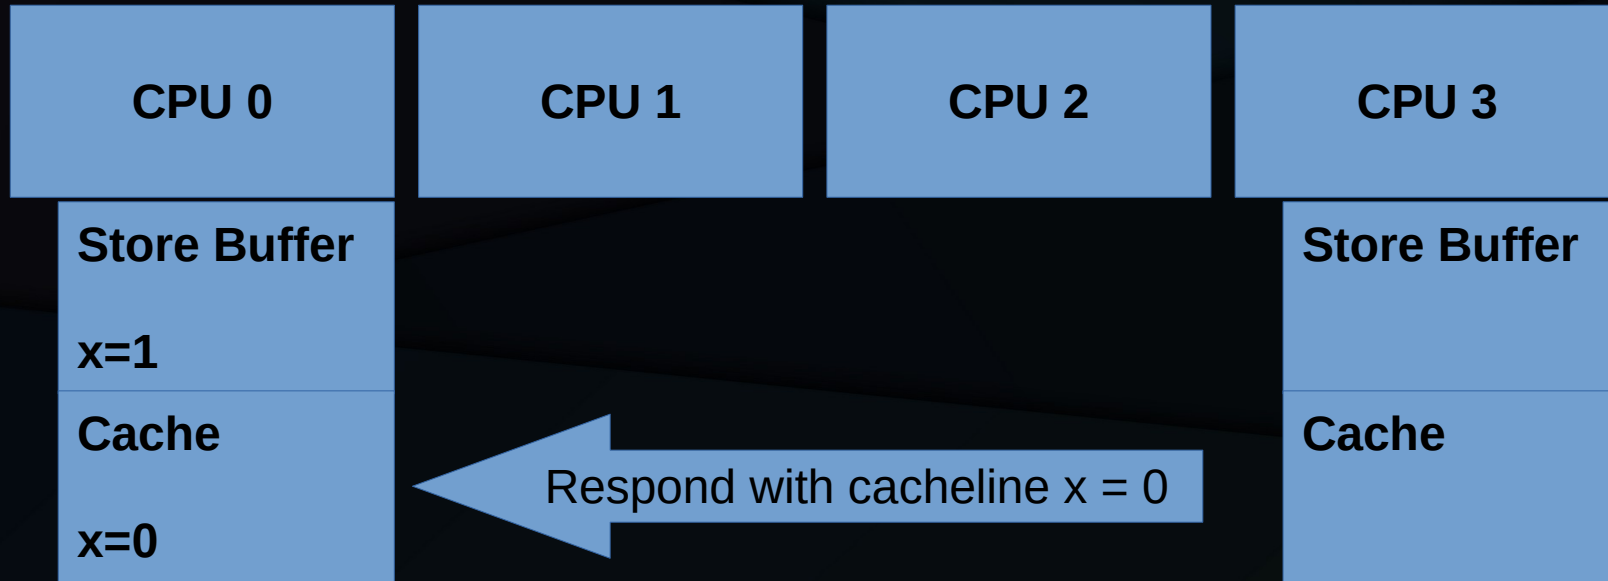 CPU 0
CPU 1
CPU 2
CPU 3
Store Buffer
x=1
Cache
x=0
Respond with cacheline x = 0
Store Buffer
Cache